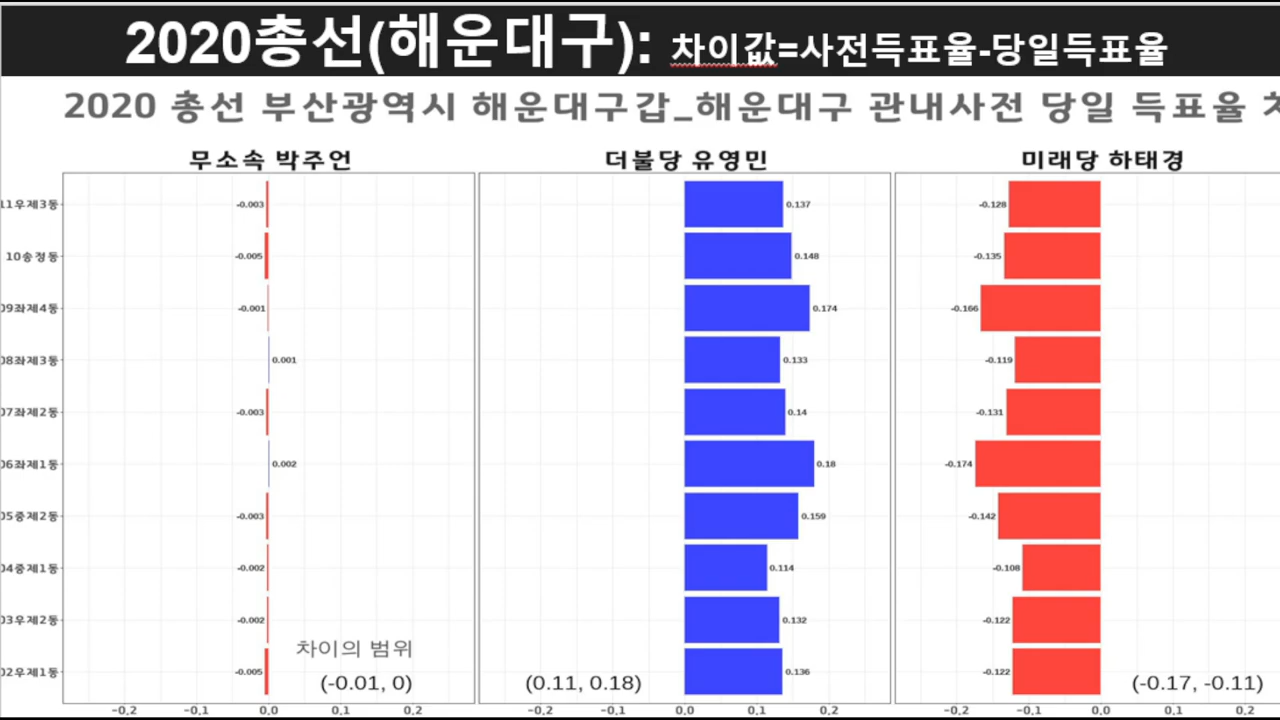 2020총선(해운대구): 차이값=사전득표율-당일득표율
2020 총선 부산광역시 해운대구갑_해운대구 관내사전 당일 득표율 차
무소속 박주언 더불당 유영민 미래당 하태경
11우제3동 -0.003 0.137 -0.128
10송정동 -0.005 0.148 -0.135
09좌제4동 -0.001 0.174 -0.166
08좌제3동 0.001 0.133 -0.119
07좌제2동 -0.003 0.14 -0.131
06좌제1동 0.002 0.18 -0.174
05중제2동 -0.003 0.159 -0.142
04중제1동 -0.002 0.114 -0.108
03우제2동 -0.002 0.132 -0.122
차이의 범위
02우제1동 -0.005 0.136 -0.122
(-0.01, 0) (0.11, 0.18) (-0.17, -0.11)
-0.2 -0.1 0.0 0.1 0.2 -0.2 -0.1 0.0 0.1 0.2 -0.2 -0.1 0.0 0.1 0.2